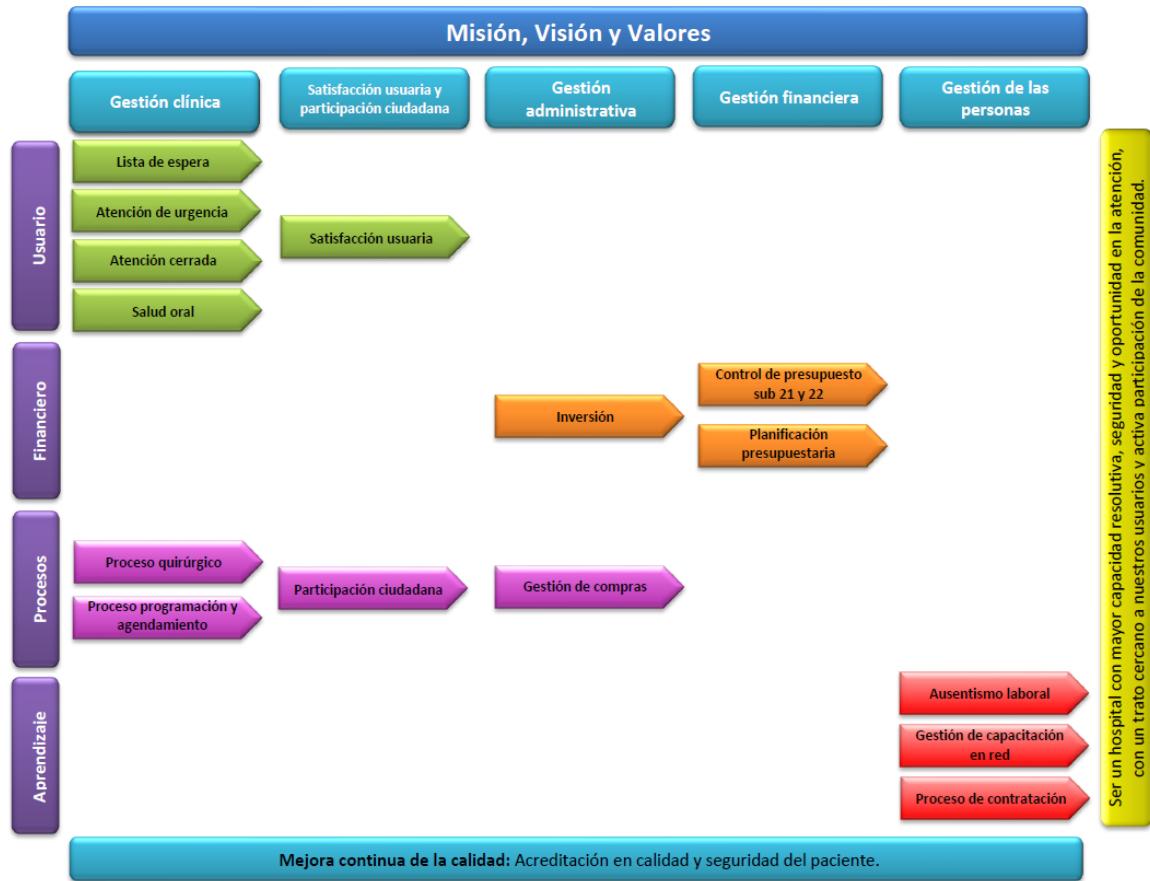 Misión, Visión y Valores
Gestión clínica
Satisfacción usuaria y
participación ciudadana
Gestión
administrativa
Gestión financiera
Gestión de las
personas
Usuario
Lista de espera
Atención de urgencia
Atención cerrada
Salud oral
Satisfacción usuaria
Financiero
Inversión
Control de presupuesto
sub 21 y 22
Planificación
presupuestaria
Procesos
Proceso quirúrgico
Proceso programación y
agendamiento
Participación ciudadana
Gestión de compras
Aprendizaje
Ausentismo laboral
Gestión de capacitación
en red
Proceso de contratación
Ser un hospital con mayor capacidad resolutiva, seguridad y oportunidad en la atención,
con un trato cercano a nuestros usuarios y activa participación de la comunidad.
Mejora continua de la calidad: Acreditación en calidad y seguridad del paciente.